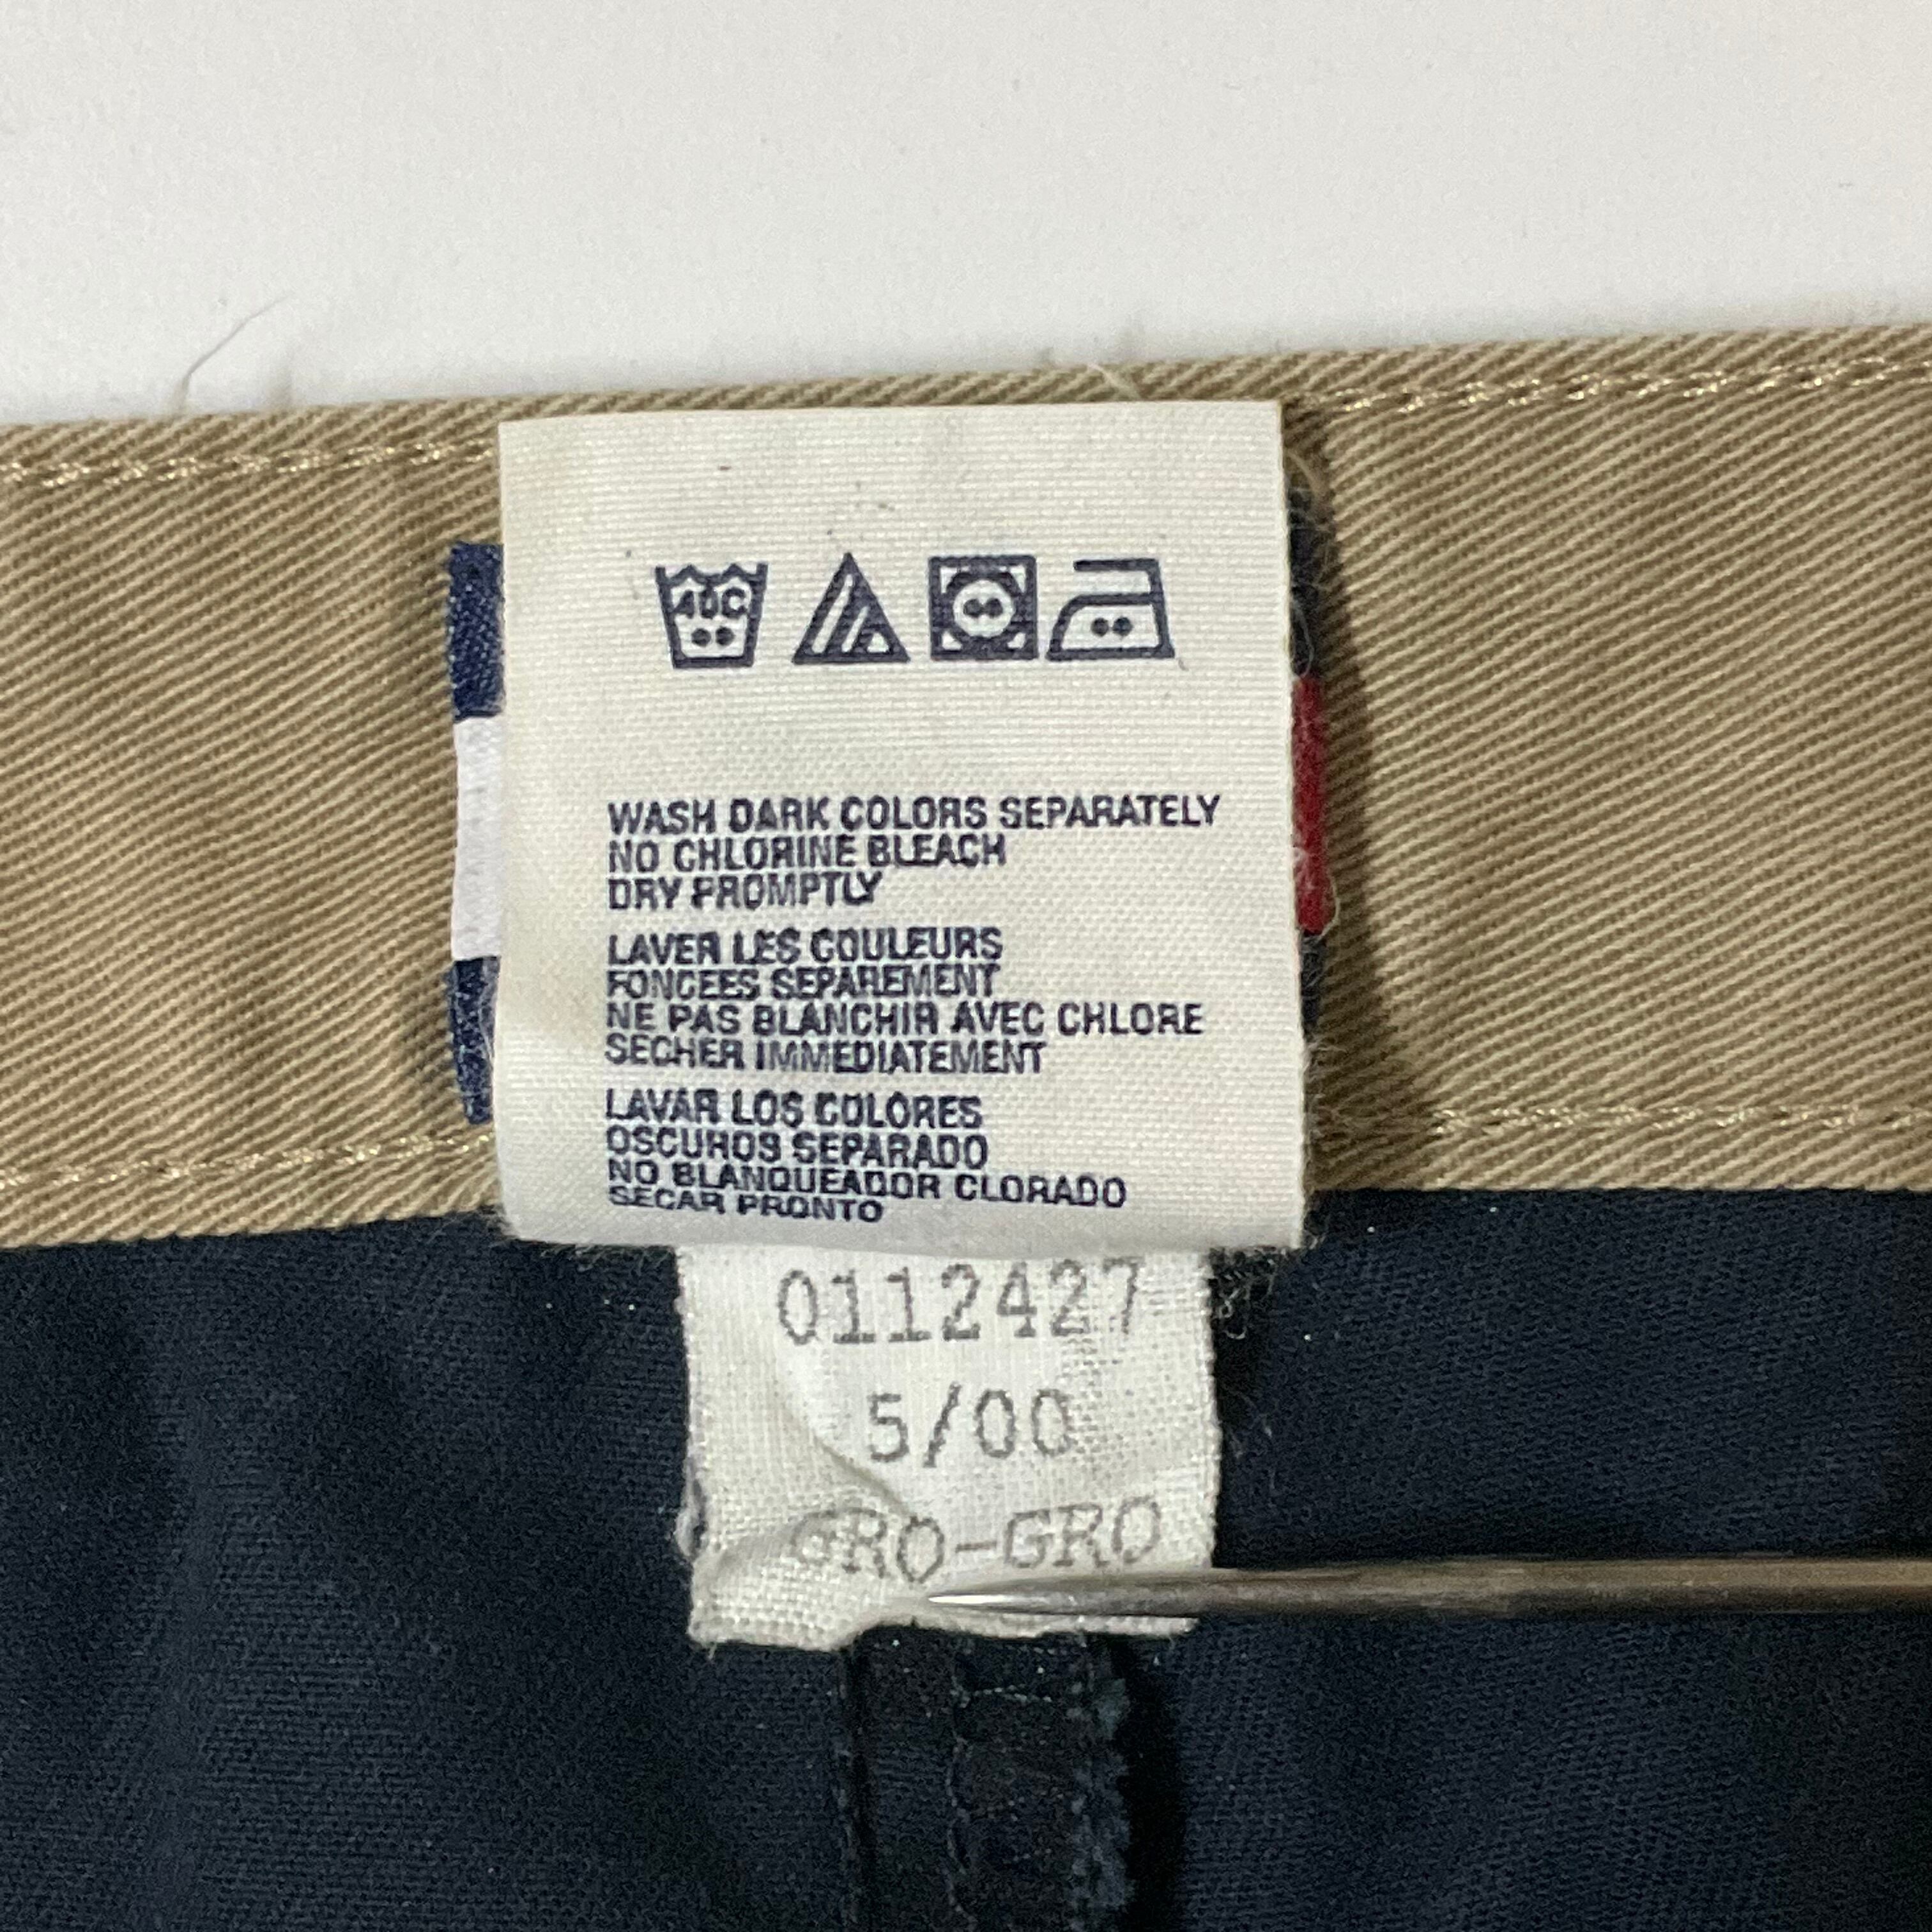 40C
WASH DARK COLORS SEPARATELY
NO CHLORINE BLEACH
DRY PROMPTLY
LAVER LES COULEURS
FONCEES SEPAREMENT
NE PAS BLANCHIR AVEC CHLORE
SECHER IMMEDIATEMENT
LAVAR LOS COLORES
OSCUROS SEPARADO
NO BLANQUEADOR CLORADO
SECAR PRONTO
0112427
5/00
GRO-GRO